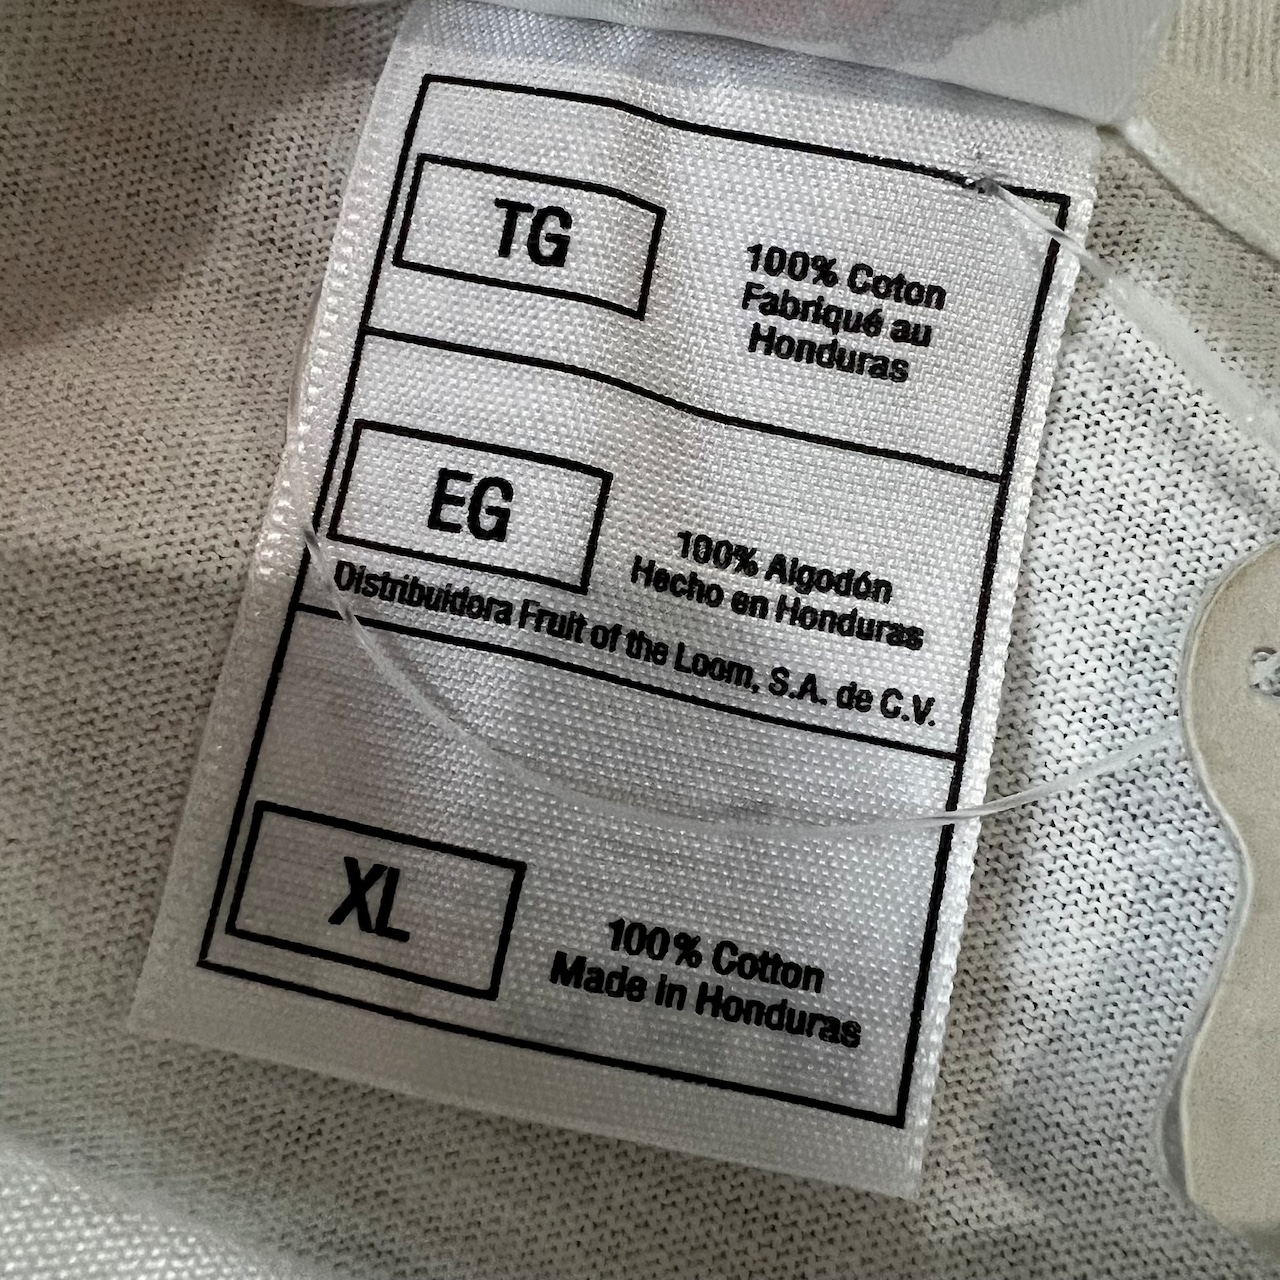 TG
100% Coton
Fabriqué au
Honduras
EG
100% Algodón
Hecho en Honduras
Distribuidora Fruit of the Loom, S.A. de C.V.
XL
100% Cotton
Made in Honduras